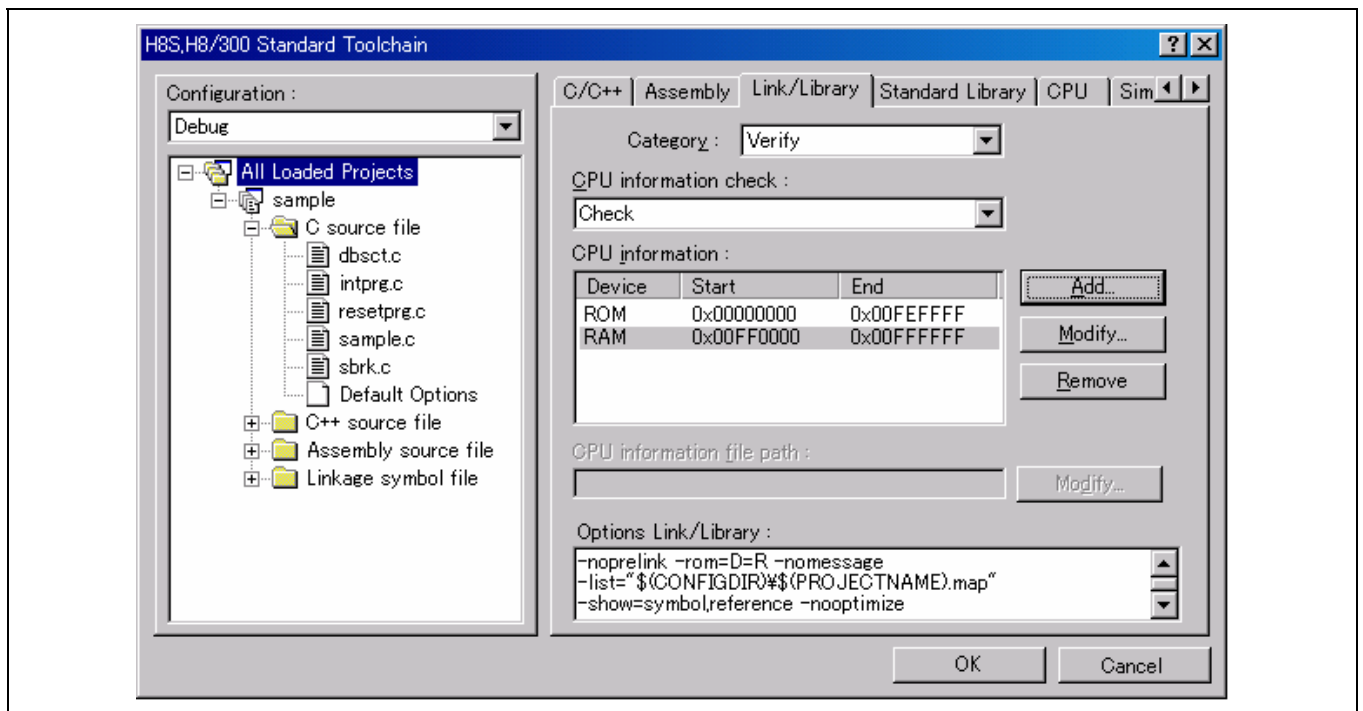 H8S,H8/300 Standard Toolchain
Configuration :
Debug
All Loaded Projects
sample
C source file
dbsct.c
intprg.c
resetprg.c
sample.c
sbrk.c
Default Options
C++ source file
Assembly source file
Linkage symbol file
C/C++ Assembly Link/Library Standard Library CPU Sim
Category : Verify
CPU information check :
Check
CPU information :
Device Start End
ROM 0x00000000 0x00FEFFFF
RAM 0x00FF0000 0x00FFFFFF
Add...
Modify...
Remove
CPU information file path :
Modify...
Options Link/Library :
-noprelink -rom=D=R -nomessage
-list="$(CONFIGDIR)¥$(PROJECTNAME).map"
-show=symbol,reference -nooptimize
OK Cancel